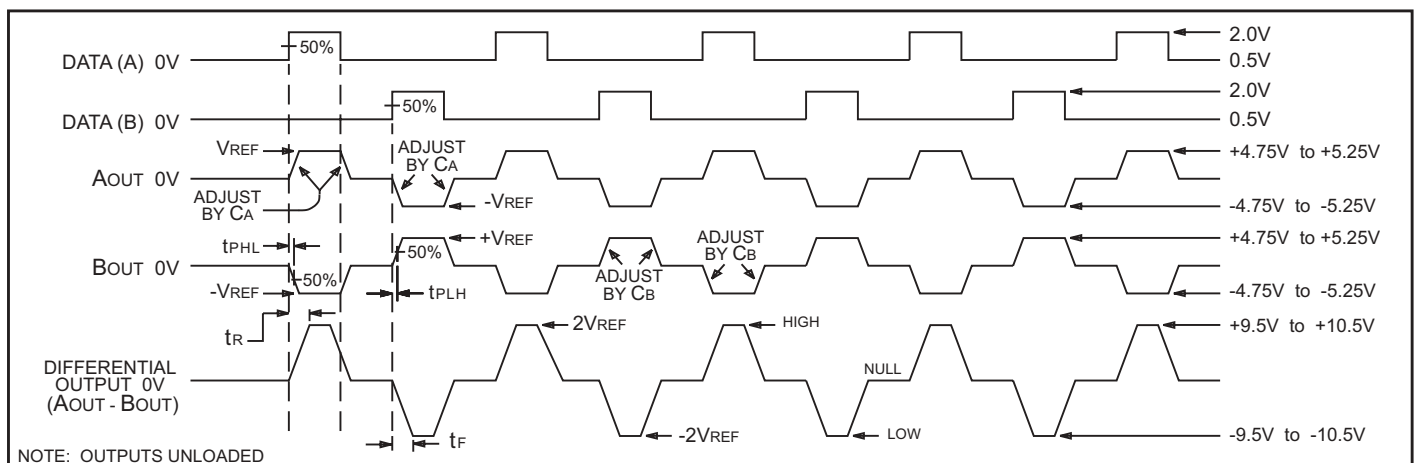 50%
2.0V
DATA (A) 0V
0.5V
50%
2.0V
DATA (B) 0V
0.5V
VREF
ADJUST
BY CA
+4.75V to +5.25V
AOUT 0V
ADJUST
BY CA
-VREF
-4.75V to -5.25V
tPHL
+VREF
ADJUST
BY CB
+4.75V to +5.25V
50%
BOUT 0V
50%
ADJUST
BY CB
-VREF
tPLH
-4.75V to -5.25V
tR
2VREF
HIGH
+9.5V to +10.5V
DIFFERENTIAL
OUTPUT 0V
(AOUT - BOUT)
NULL
tF
-2VREF
LOW
-9.5V to -10.5V
NOTE: OUTPUTS UNLOADED